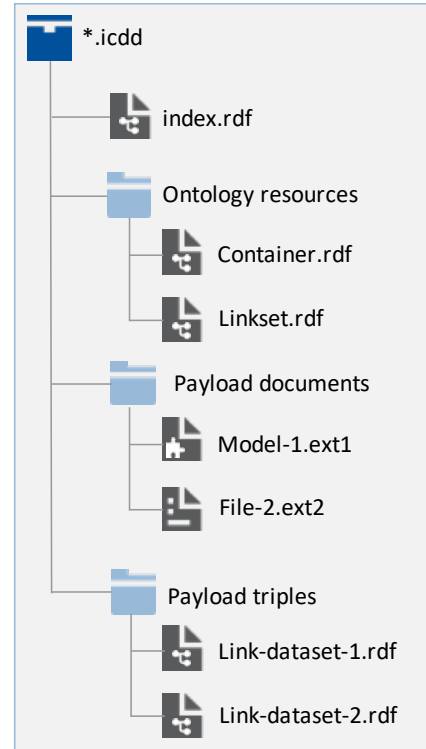 *.icdd
index.rdf
Ontology resources
Container.rdf
Linkset.rdf
Payload documents
Model-1.ext1
File-2.ext2
Payload triples
Link-dataset-1.rdf
Link-dataset-2.rdf